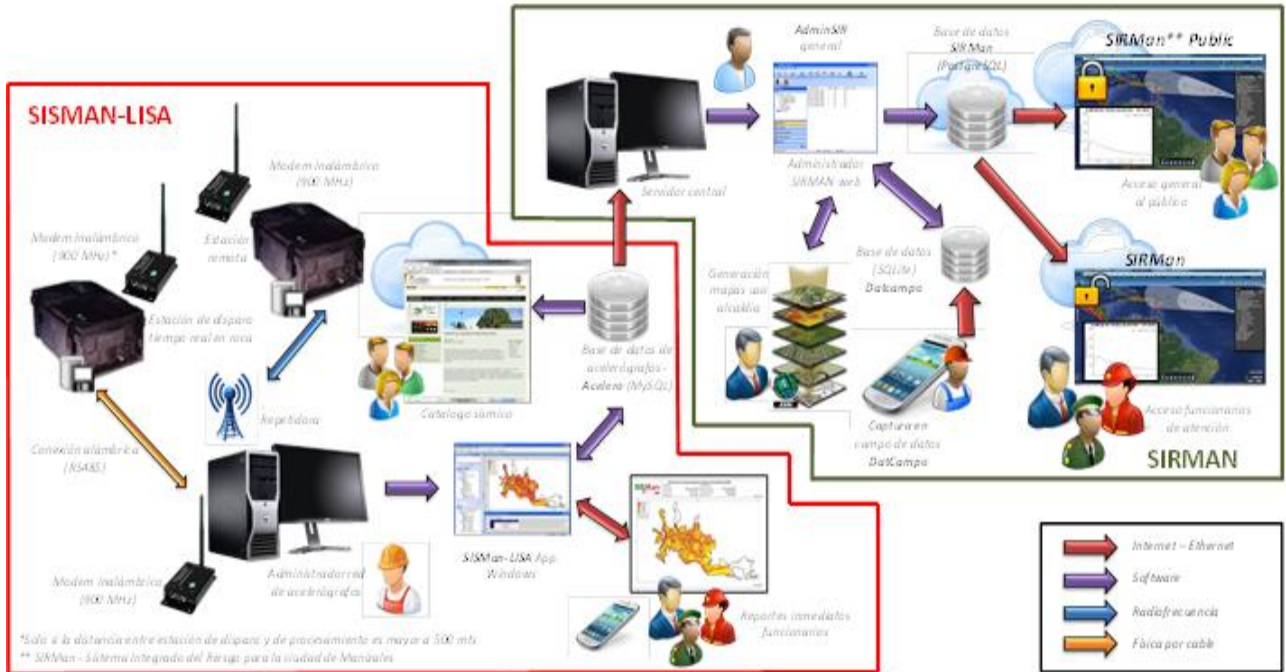 SISMAN-LISA
Modem Inalámbrico
(900 MHz)
Modem Inalámbrico
(900 MHz)*
Estación
remota
Estación de disparo
tiempo real en roca
Repetidora
Conexión alámbrica
(RS485)
Modem Inalámbrico
(900 MHz)
Administrador red
de acelerógrafos
SISMan-LISA App.
Windows
Catalogo sísmico
Base de datos de
acelerógrafos -
Acelero (MySQL)
Reportes inmediatos
funcionarios
*Solo si la distancia entre estación de disparo y de procesamiento es mayor a 500 mts
** SIRMan - Sistema Integrado del Riesgo para la ciudad de Manizales
AdminSIR
general
Servidor central
Administrador
SIRMAN web
Base de datos
SIRMan
(PostgreSQL)
SIRMan** Public
Acceso general
al público
Generación
mapas con
alcaldía
Base de datos
(SQLite)
Datcampo
Captura en
campo de datos
DatCampo
SIRMan
Acceso funcionarios
de atención
SIRMAN
Internet – Ethernet
Software
Radiofrecuencia
Física por cable